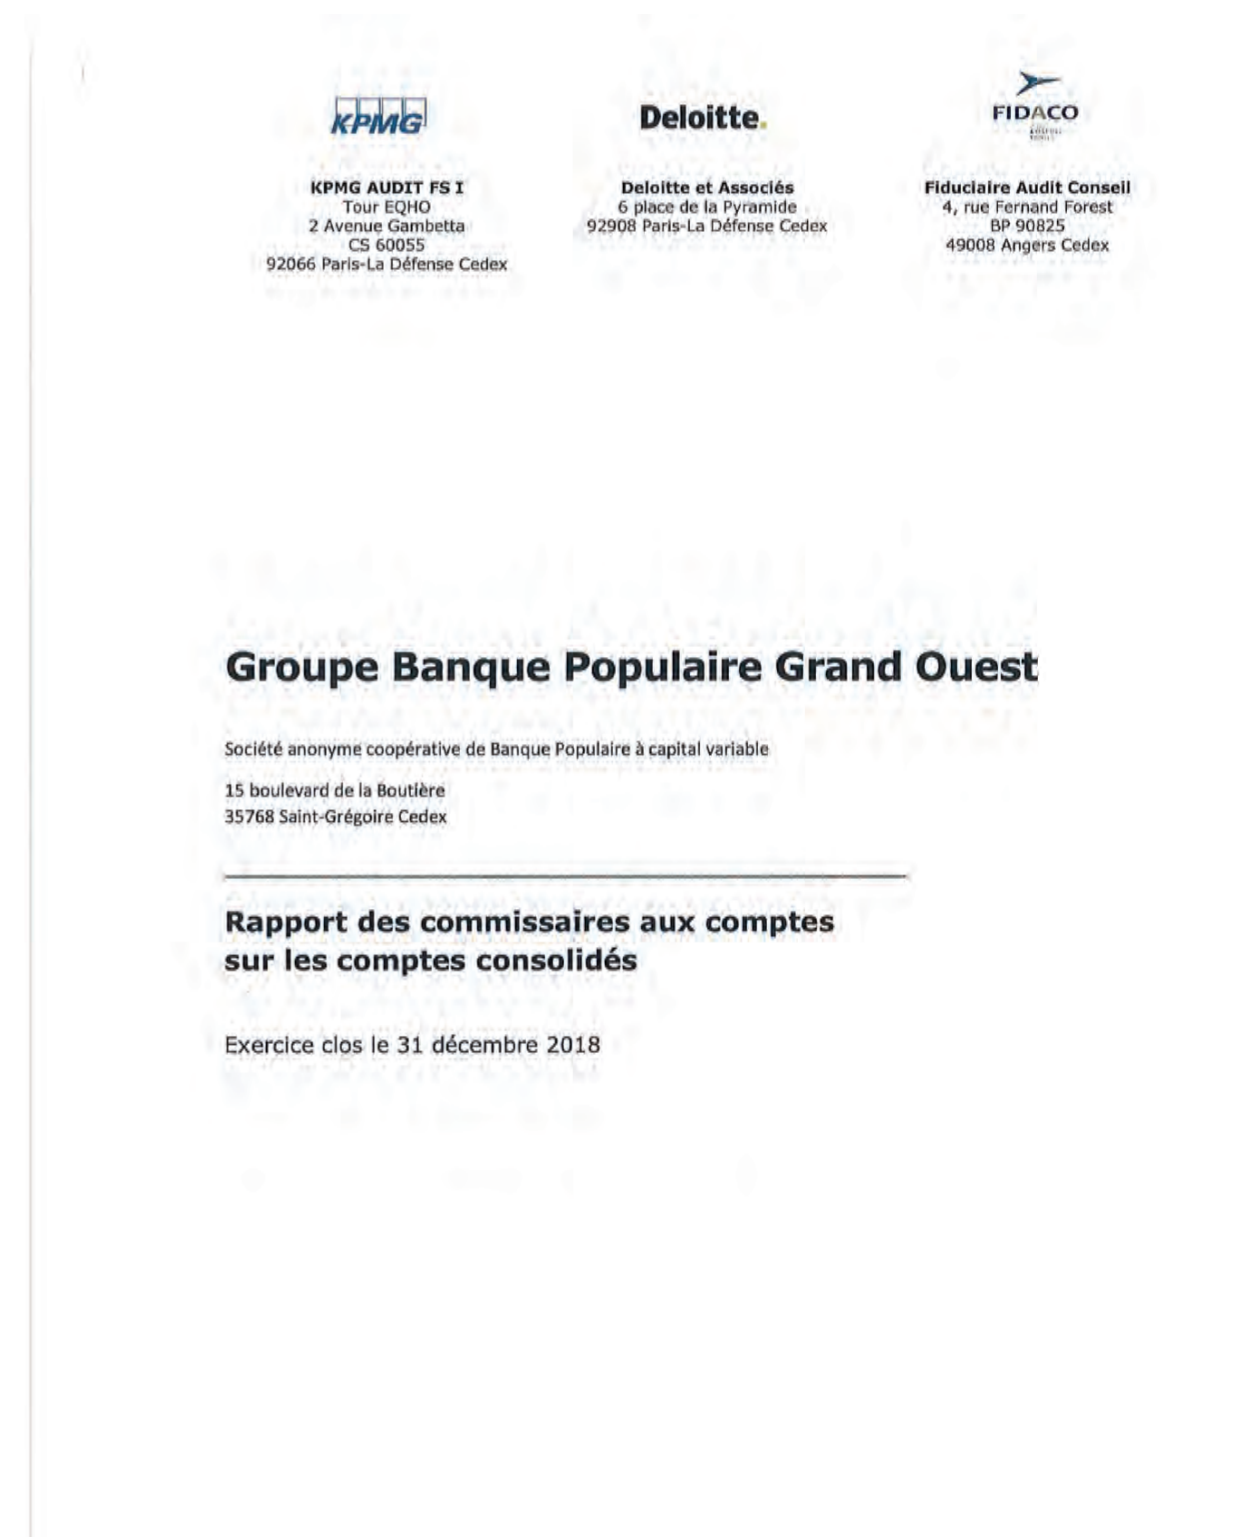 KPMG
KPMG AUDIT FS I
Tour EQHO
2 Avenue Gambetta
CS 60055
92066 Paris-La Défense Cedex
Deloitte.
Deloitte et Associés
6 place de la Pyramide
92908 Paris-La Défense Cedex
FIDACO
Fiduciaire Audit Conseil
4, rue Fernand Forest
BP 90825
49008 Angers Cedex
Groupe Banque Populaire Grand Ouest
Société anonyme coopérative de Banque Populaire à capital variable
15 boulevard de la Boutière
35768 Saint-Grégoire Cedex
Rapport des commissaires aux comptes
sur les comptes consolidés
Exercice clos le 31 décembre 2018